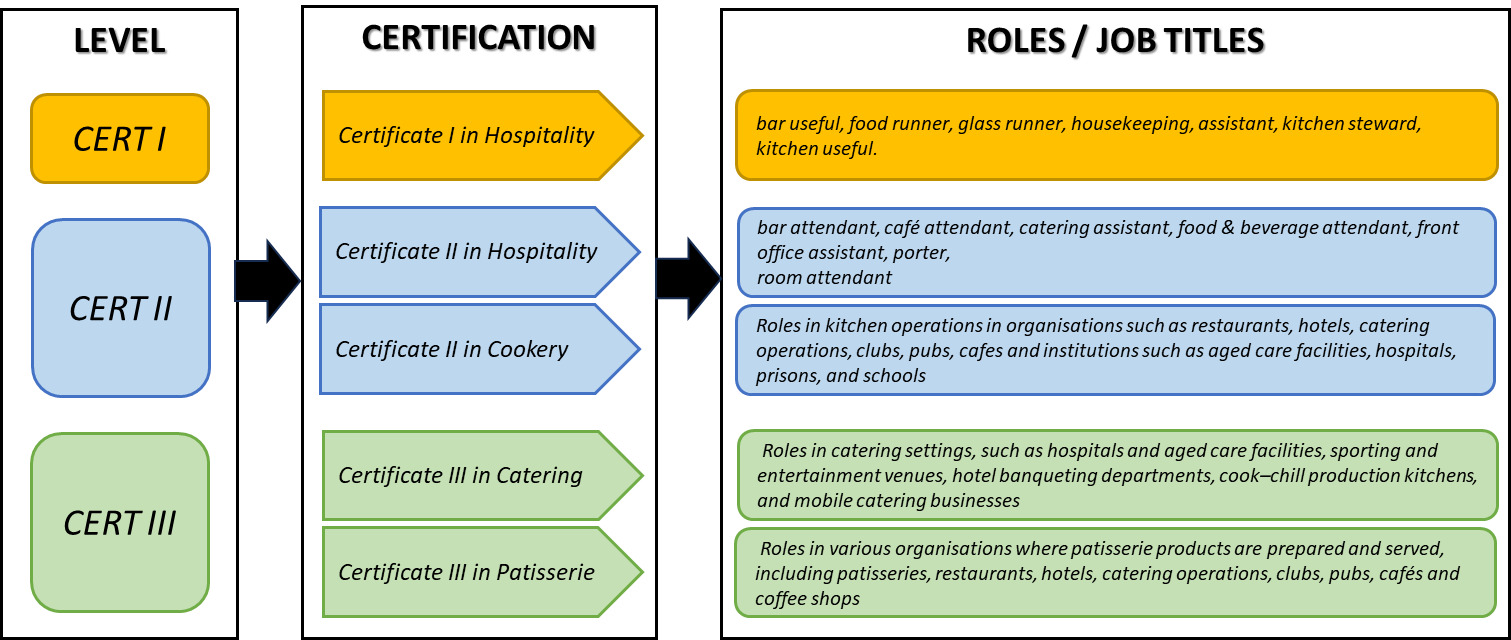 LEVEL
CERTIFICATION
ROLES / JOB TITLES
CERT I
Certificate I in Hospitality
bar useful, food runner, glass runner, housekeeping, assistant, kitchen steward,
kitchen useful.
CERT II
Certificate II in Hospitality
bar attendant, café attendant, catering assistant, food & beverage attendant, front
office assistant, porter,
room attendant
Certificate II in Cookery
Roles in kitchen operations in organisations such as restaurants, hotels, catering
operations, clubs, pubs, cafes and institutions such as aged care facilities, hospitals,
prisons, and schools
CERT III
Certificate III in Catering
Roles in catering settings, such as hospitals and aged care facilities, sporting and
entertainment venues, hotel banqueting departments, cook–chill production kitchens,
and mobile catering businesses
Certificate III in Patisserie
Roles in various organisations where patisserie products are prepared and served,
including patisseries, restaurants, hotels, catering operations, clubs, pubs, cafés and
coffee shops